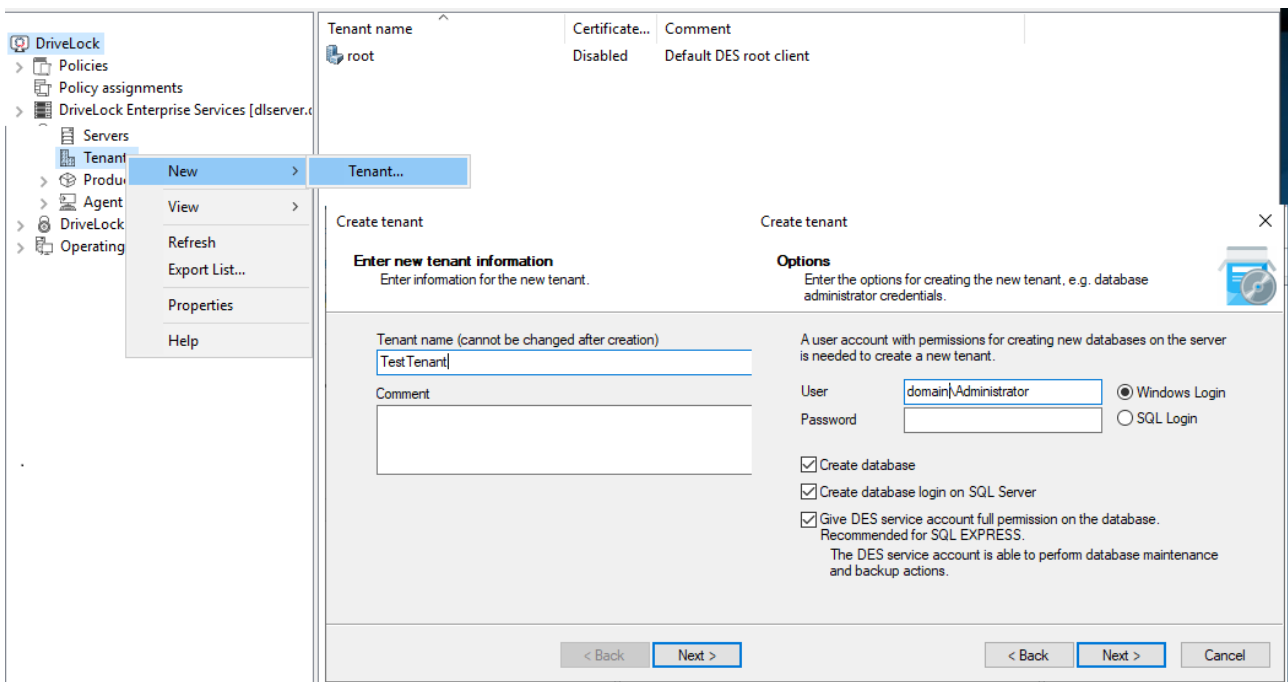 DriveLock
Policies
Policy assignments
DriveLock Enterprise Services [dlserver.
Servers
Tenant
Produ
Agent
DriveLock
Operating
New
View
Refresh
Export List...
Properties
Help
Tenant...
Tenant name Certificate... Comment
root Disabled Default DES root client
Create tenant
Enter new tenant information
Enter information for the new tenant.
Tenant name (cannot be changed after creation)
TestTenant
Comment
< Back Next >
Create tenant
Options
Enter the options for creating the new tenant, e.g. database
administrator credentials.
A user account with permissions for creating new databases on the server
is needed to create a new tenant.
User domain\Administrator Windows Login
Password SQL Login
Create database
Create database login on SQL Server
Give DES service account full permission on the database.
Recommended for SQL EXPRESS.
The DES service account is able to perform database maintenance
and backup actions.
< Back Next > Cancel